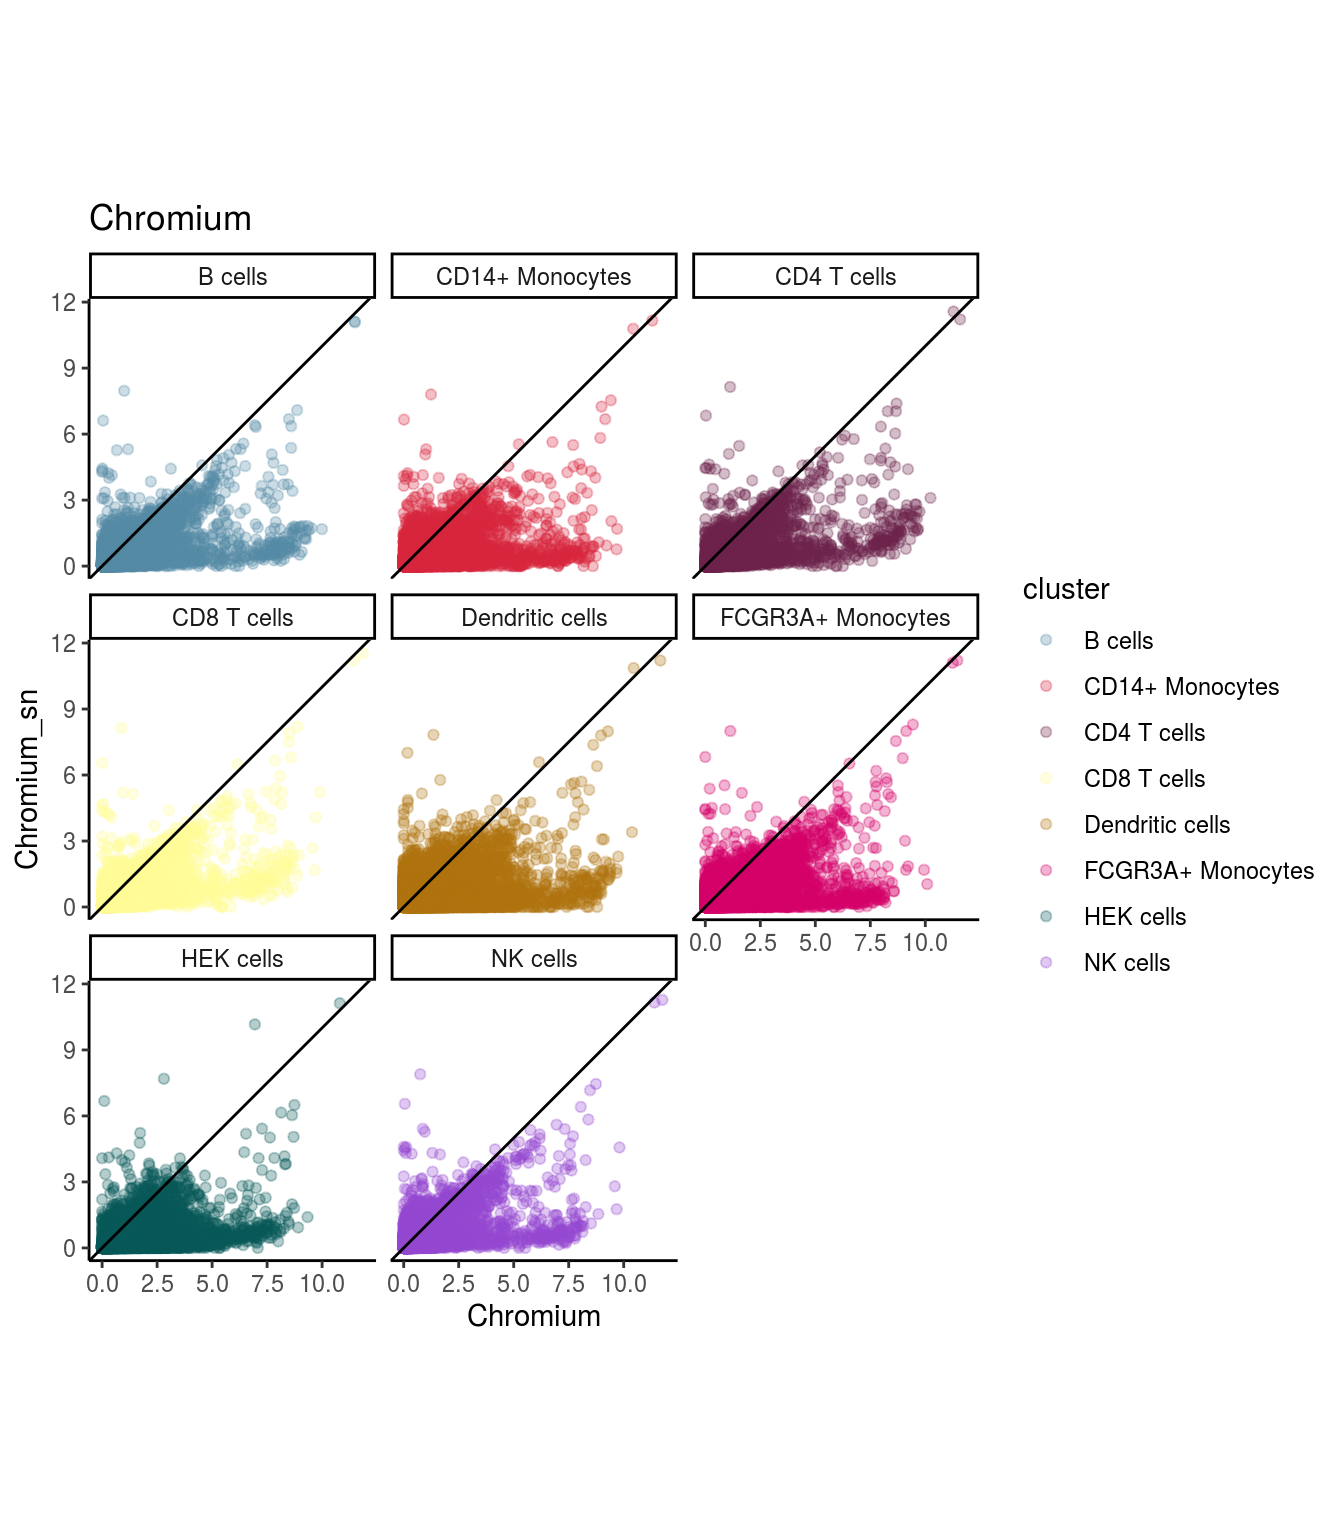 Chromium
B cells
CD14+ Monocytes
CD4 T cells
12
9
6
3
0
CD8 T cells
Dendritic cells
FCGR3A+ Monocytes
12
9
6
3
0
0.0 2.5 5.0 7.5 10.0
HEK cells
NK cells
12
9
6
3
0
0.0 2.5 5.0 7.5 10.0
0.0 2.5 5.0 7.5 10.0
Chromium
Chromium_sn
cluster
B cells
CD14+ Monocytes
CD4 T cells
CD8 T cells
Dendritic cells
FCGR3A+ Monocytes
HEK cells
NK cells